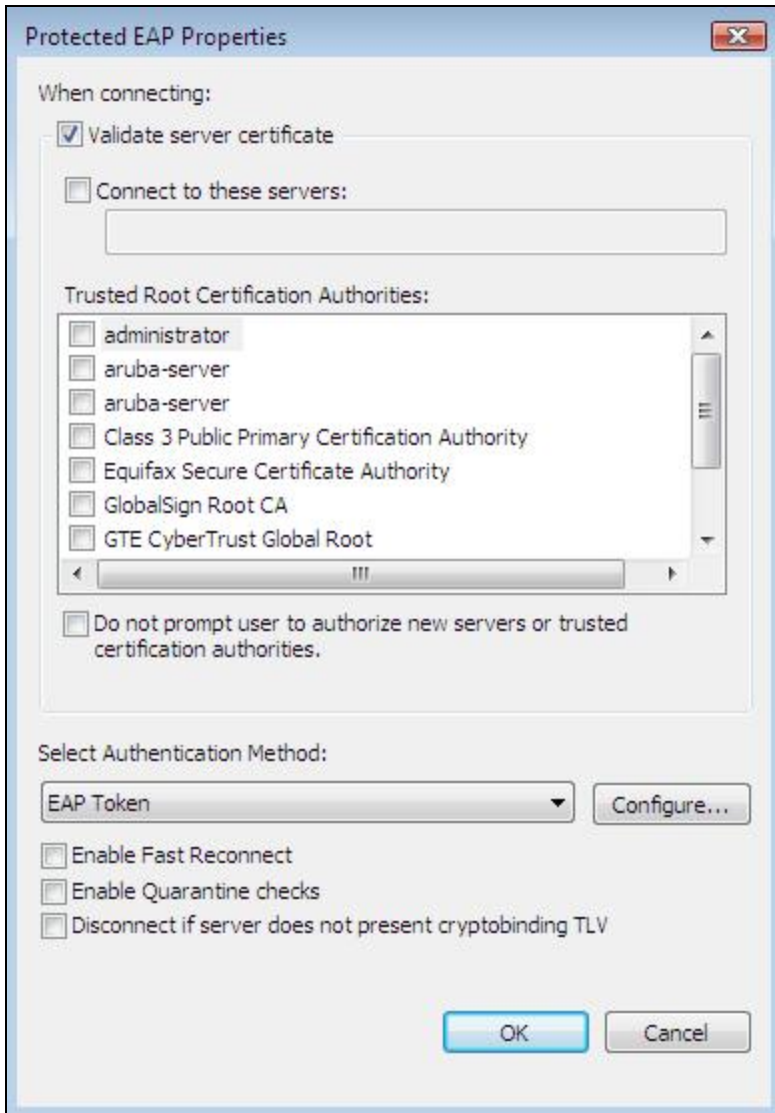 Protected EAP Properties
When connecting:
Validate server certificate
Connect to these servers:
Trusted Root Certification Authorities:
administrator
aruba-server
aruba-server
Class 3 Public Primary Certification Authority
Equifax Secure Certificate Authority
GlobalSign Root CA
GTE CyberTrust Global Root
Do not prompt user to authorize new servers or trusted
certification authorities.
Select Authentication Method:
EAP Token
Configure...
Enable Fast Reconnect
Enable Quarantine checks
Disconnect if server does not present cryptobinding TLV
OK
Cancel